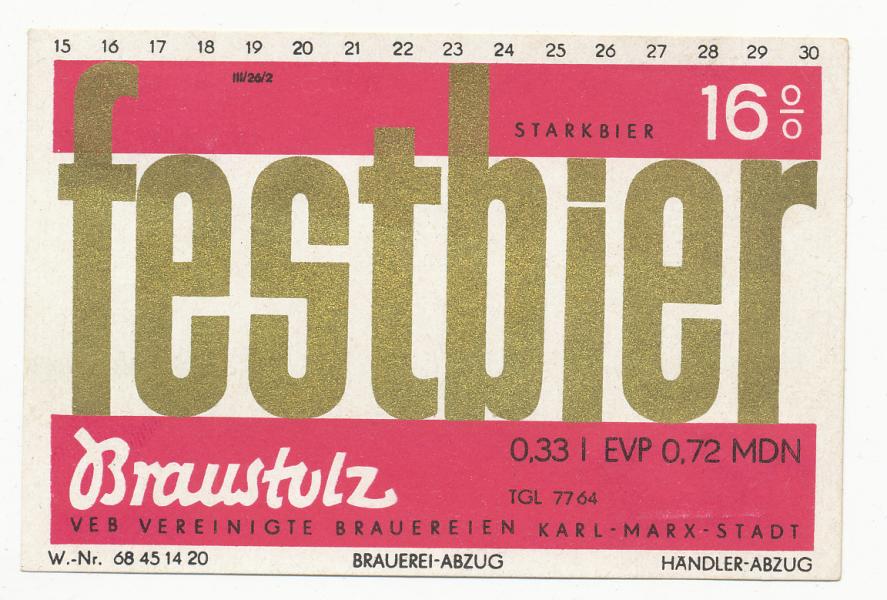 15 16 17 18 19 20 21 22 23 24 25 26 27 28 29 30
III/26/2
STARKBIER 16%
festbier
Braustolz
0,33 l EVP 0,72 MDN
TGL 7764
VEB VEREINIGTE BRAUEREIEN KARL-MARX-STADT
W.-Nr. 68 45 14 20 BRAUEREI-ABZUG HÄNDLER-ABZUG